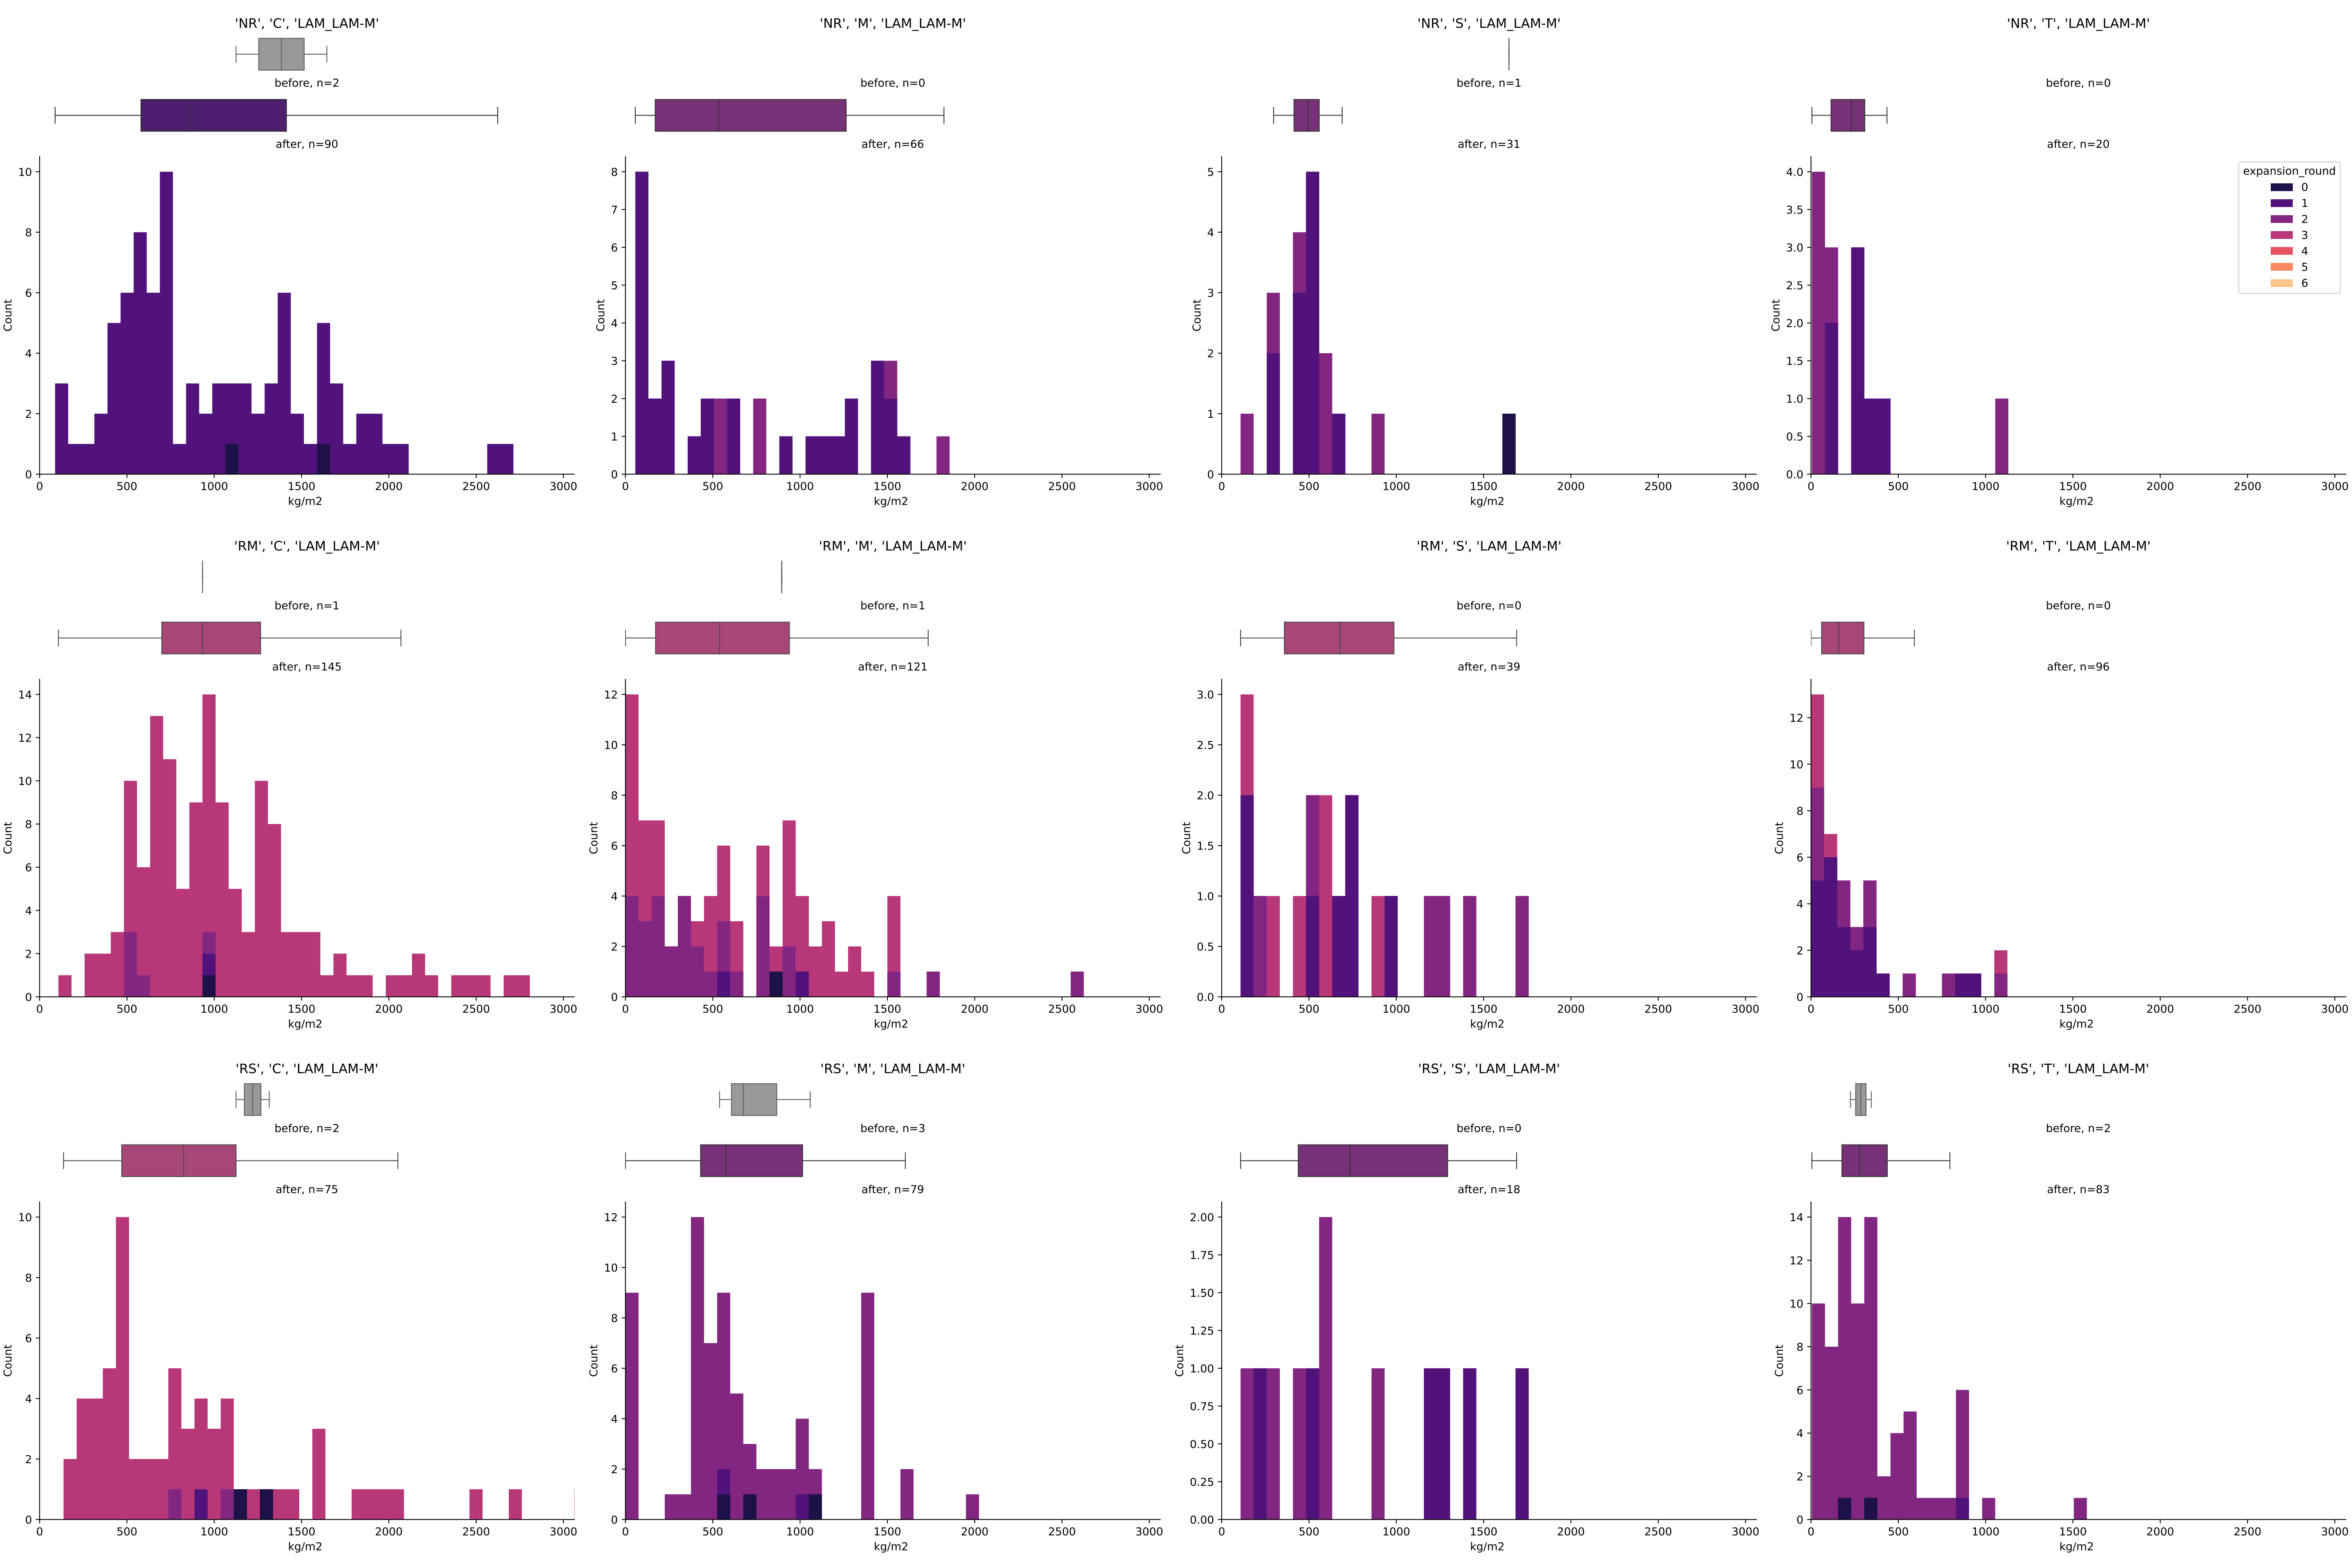 'NR', 'C', 'LAM_LAM-M'
before, n=2
after, n=90
10
8
6
4
2
0
Count
0 500 1000 1500 2000 2500 3000
kg/m2
'NR', 'M', 'LAM_LAM-M'
before, n=0
after, n=66
8
7
6
5
4
3
2
1
0
Count
0 500 1000 1500 2000 2500 3000
kg/m2
'NR', 'S', 'LAM_LAM-M'
before, n=1
after, n=31
5
4
3
2
1
0
Count
0 500 1000 1500 2000 2500 3000
kg/m2
'NR', 'T', 'LAM_LAM-M'
before, n=0
after, n=20
4.0
3.5
3.0
2.5
2.0
1.5
1.0
0.5
0.0
Count
0 500 1000 1500 2000 2500 3000
kg/m2
expansion_round
0
1
2
3
4
5
6
'RM', 'C', 'LAM_LAM-M'
before, n=1
after, n=145
14
12
10
8
6
4
2
0
Count
0 500 1000 1500 2000 2500 3000
kg/m2
'RM', 'M', 'LAM_LAM-M'
before, n=1
after, n=121
12
10
8
6
4
2
0
Count
0 500 1000 1500 2000 2500 3000
kg/m2
'RM', 'S', 'LAM_LAM-M'
before, n=0
after, n=39
3.0
2.5
2.0
1.5
1.0
0.5
0.0
Count
0 500 1000 1500 2000 2500 3000
kg/m2
'RM', 'T', 'LAM_LAM-M'
before, n=0
after, n=96
12
10
8
6
4
2
0
Count
0 500 1000 1500 2000 2500 3000
kg/m2
'RS', 'C', 'LAM_LAM-M'
before, n=2
after, n=75
10
8
6
4
2
0
Count
0 500 1000 1500 2000 2500 3000
kg/m2
'RS', 'M', 'LAM_LAM-M'
before, n=3
after, n=79
12
10
8
6
4
2
0
Count
0 500 1000 1500 2000 2500 3000
kg/m2
'RS', 'S', 'LAM_LAM-M'
before, n=0
after, n=18
2.00
1.75
1.50
1.25
1.00
0.75
0.50
0.25
0.00
Count
0 500 1000 1500 2000 2500 3000
kg/m2
'RS', 'T', 'LAM_LAM-M'
before, n=2
after, n=83
14
12
10
8
6
4
2
0
Count
0 500 1000 1500 2000 2500 3000
kg/m2